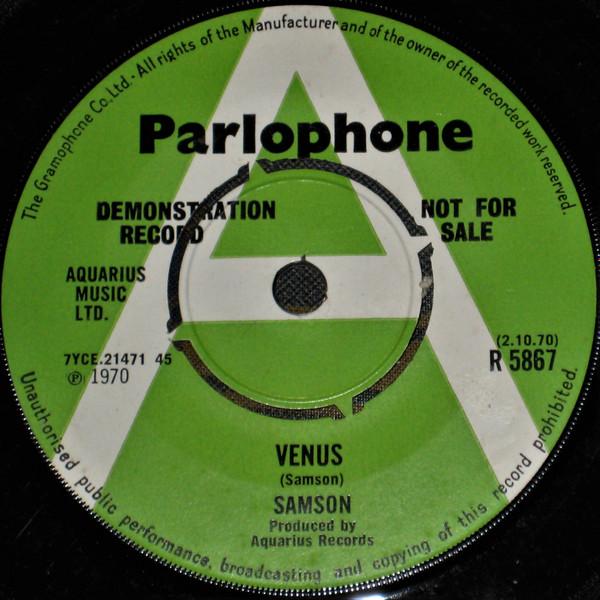 The Gramophone Co. Ltd. - All rights of the Manufacturer and of the owner of the recorded work reserved.
Parlophone
DEMONSTRATION
RECORD
NOT FOR
SALE
AQUARIUS
MUSIC
LTD.
7YCE.21471 45
Ⓟ 1970
(2.10.70)
R 5867
VENUS
(Samson)
SAMSON
Produced by
Aquarius Records
Unauthorised public performance, broadcasting and copying of this record prohibited.